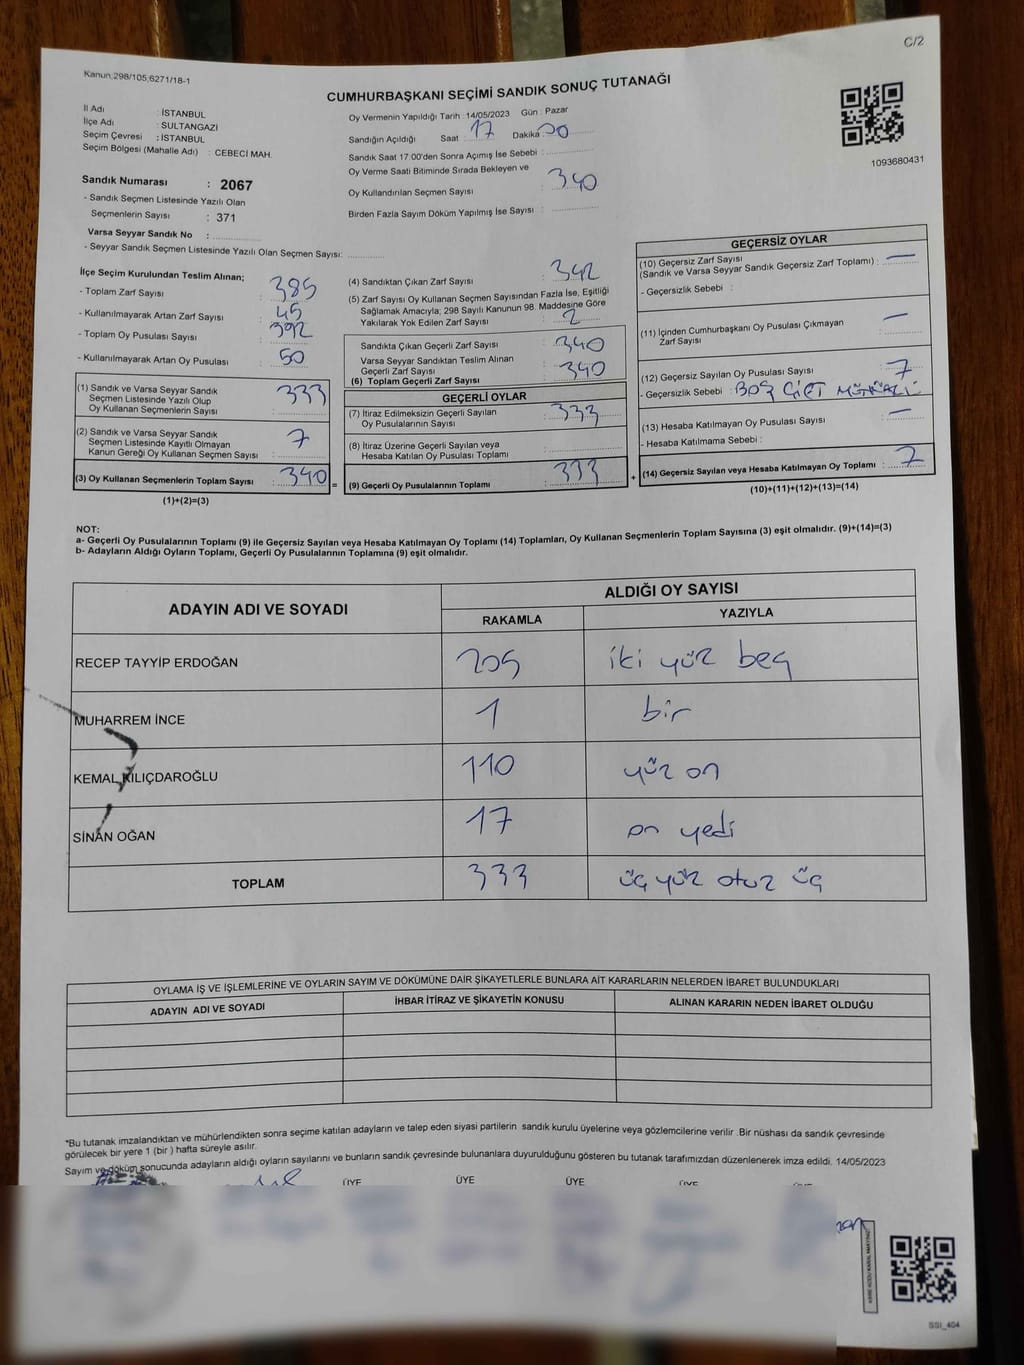 C/2
Kanun,298/105,6271/18-1
CUMHURBAŞKANI SEÇİMİ SANDIK SONUÇ TUTANAĞI
1093680431
İl Adı : İSTANBUL
İlçe Adı : SULTANGAZI
Seçim Çevresi : İSTANBUL
Seçim Bölgesi (Mahalle Adı) : CEBECİ MAH.
Sandık Numarası : 2067
- Sandık Seçmen Listesinde Yazılı Olan
Seçmenlerin Sayısı : 371
Varsa Seyyar Sandık No :
- Seyyar Sandık Seçmen Listesinde Yazılı Olan Seçmen Sayısı:
Oy Vermenin Yapıldığı Tarih :14/05/2023 Gün : Pazar
Sandığın Açıldığı Saat : 17 Dakika :
Sandık Saat 17:00'den Sonra Açımış İse Sebebi :
Oy Verme Saati Bitiminde Sırada Bekleyen ve
Oy Kullandırılan Seçmen Sayısı : 340
Birden Fazla Sayım Döküm Yapılmış İse Sayısı :
İlçe Seçim Kurulundan Teslim Alınan;
- Toplam Zarf Sayısı : 385
- Kullanılmayarak Artan Zarf Sayısı : 45
- Toplam Oy Pusulası Sayısı : 392
- Kullanılmayarak Artan Oy Pusulası : 50
(1) Sandık ve Varsa Seyyar Sandık
Seçmen Listesinde Yazılı Olup
Oy Kullanan Seçmenlerin Sayısı : 333
(2) Sandık ve Varsa Seyyar Sandık
Seçmen Listesinde Kayıtlı Olmayan
Kanun Gereği Oy Kullanan Seçmen Sayısı : 7
(3) Oy Kullanan Seçmenlerin Toplam Sayısı : 340 =
(1)+(2)=(3)
(4) Sandıktan Çıkan Zarf Sayısı : 342
(5) Zarf Sayısı Oy Kullanan Seçmen Sayısından Fazla İse, Eşitliği
Sağlamak Amacıyla; 298 Sayılı Kanunun 98. Maddesine Göre
Yakılarak Yok Edilen Zarf Sayısı : 2
Sandıkta Çıkan Geçerli Zarf Sayısı : 340
Varsa Seyyar Sandıktan Teslim Alınan
Geçerli Zarf Sayısı : 340
(6) Toplam Geçerli Zarf Sayısı
GEÇERLİ OYLAR
(7) İtiraz Edilmeksizin Geçerli Sayılan
Oy Pusulalarının Sayısı : 333
(8) İtiraz Üzerine Geçerli Sayılan veya
Hesaba Katılan Oy Pusulası Toplamı :
(9) Geçerli Oy Pusulalarının Toplamı : 333 +
GEÇERSİZ OYLAR
(10) Geçersiz Zarf Sayısı
(Sandık ve Varsa Seyyar Sandık Geçersiz Zarf Toplamı) : —
- Geçersizlik Sebebi :
(11) İçinden Cumhurbaşkanı Oy Pusulası Çıkmayan
Zarf Sayısı : —
(12) Geçersiz Sayılan Oy Pusulası Sayısı : 7
- Geçersizlik Sebebi : BOŞ ÇİFT
(13) Hesaba Katılmayan Oy Pusulası Sayısı : —
- Hesaba Katılmama Sebebi :
(14) Geçersiz Sayılan veya Hesaba Katılmayan Oy Toplamı : 7
(10)+(11)+(12)+(13)=(14)
NOT:
a- Geçerli Oy Pusulalarının Toplamı (9) ile Geçersiz Sayılan veya Hesaba Katılmayan Oy Toplamı (14) Toplamları, Oy Kullanan Seçmenlerin Toplam Sayısına (3) eşit olmalıdır. (9)+(14)=(3)
b- Adayların Aldığı Oyların Toplamı, Geçerli Oy Pusulalarının Toplamına (9) eşit olmalıdır.
ADAYIN ADI VE SOYADI ALDIĞI OY SAYISI
RAKAMLA YAZIYLA
RECEP TAYYİP ERDOĞAN 205 iki yüz beş
MUHARREM İNCE 1 bir
KEMAL KILIÇDAROĞLU 110 yüz on
SİNAN OĞAN 17 on yedi
TOPLAM 333 üç yüz otuz üç
OYLAMA İŞ VE İŞLEMLERİNE VE OYLARIN SAYIM VE DÖKÜMÜNE DAİR ŞİKAYETLERLE BUNLARA AİT KARARLARIN NELERDEN İBARET BULUNDUKLARI
ADAYIN ADI VE SOYADI İHBAR İTİRAZ VE ŞİKAYETİN KONUSU ALINAN KARARIN NEDEN İBARET OLDUĞU
*Bu tutanak imzalandıktan ve mühürlendikten sonra seçime katılan adayların ve talep eden siyasi partilerin sandık kurulu üyelerine veya gözlemcilerine verilir .Bir nüshası da sandık çevresinde
görülecek bir yere 1 (bir ) hafta süreyle asılır.
Sayım ve döküm sonucunda adayların aldığı oyların sayılarını ve bunların sandık çevresinde bulunanlara duyurulduğunu gösteren bu tutanak tarafımızdan düzenlenerek imza edildi. 14/05/2023
ÜYE ÜYE ÜYE ÜYE
SSI_404